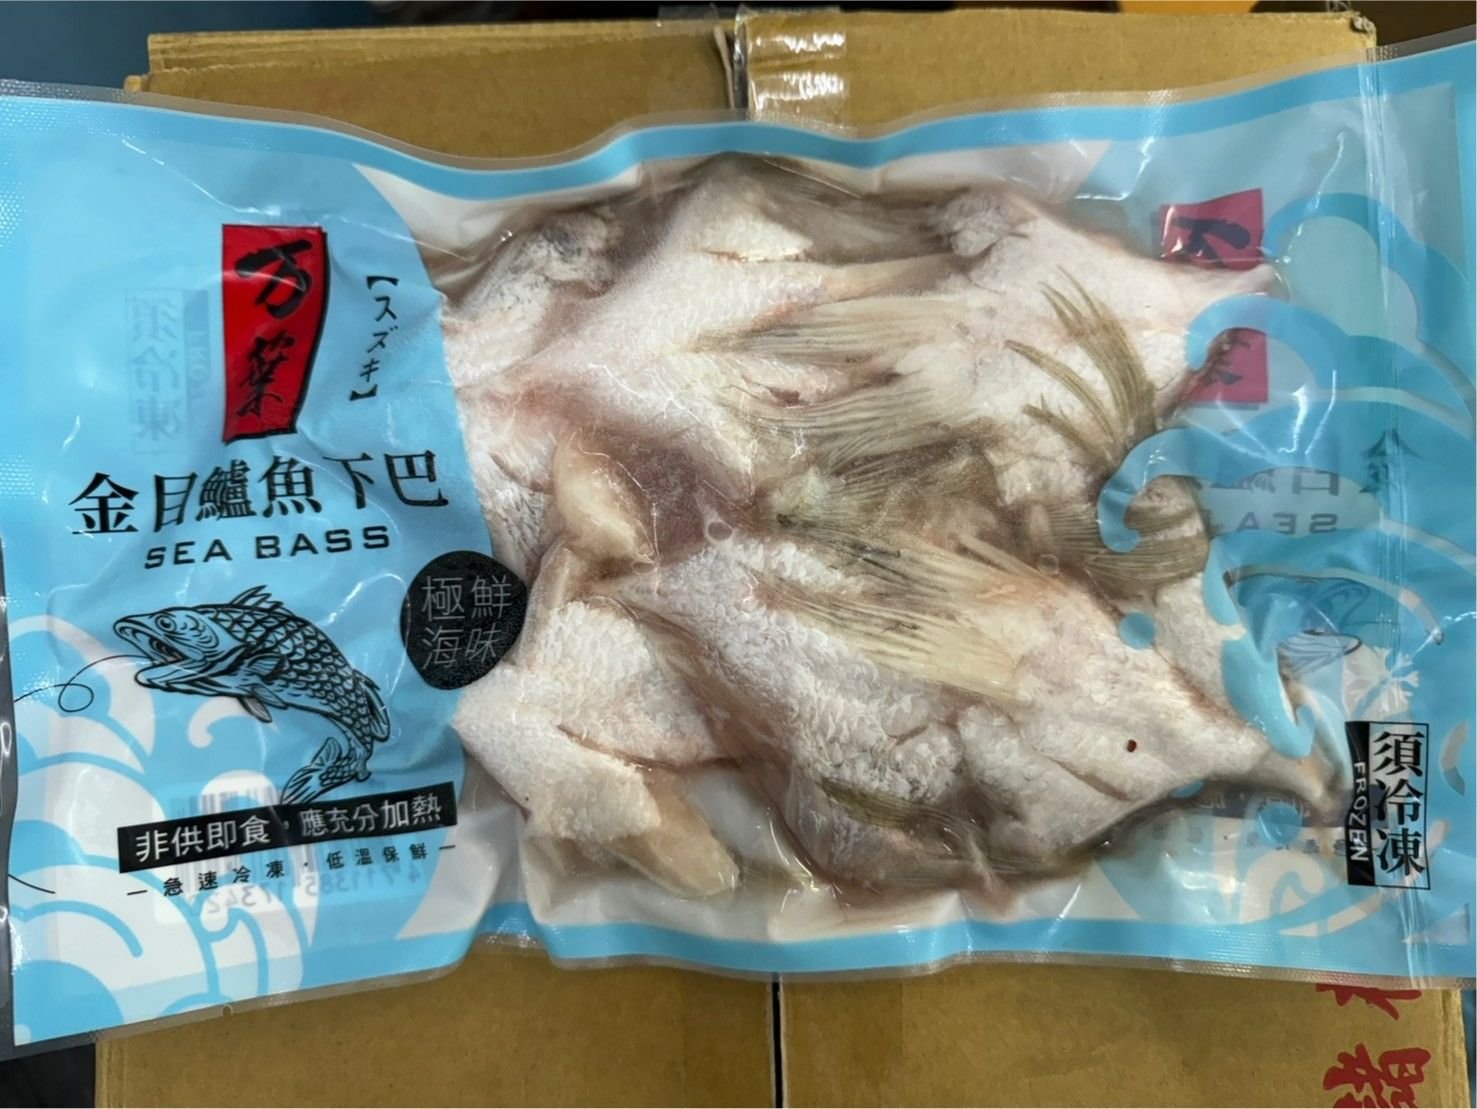 万葉
【スズキ】
金目鱸魚下巴
SEA BASS
極鮮
海味
非供即食，應充分加熱
急速冷凍．低溫保鮮
須冷凍
FROZEN